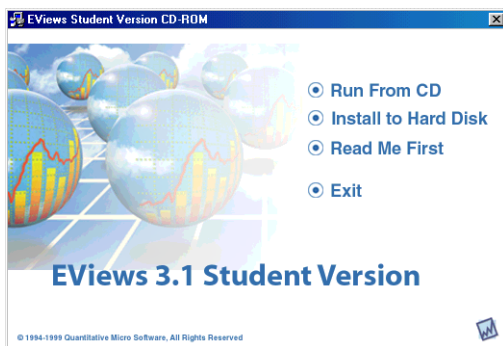 EViews Student Version CD-ROM
Run From CD
Install to Hard Disk
Read Me First
Exit
EViews 3.1 Student Version
© 1994-1999 Quantitative Micro Software, All Rights Reserved